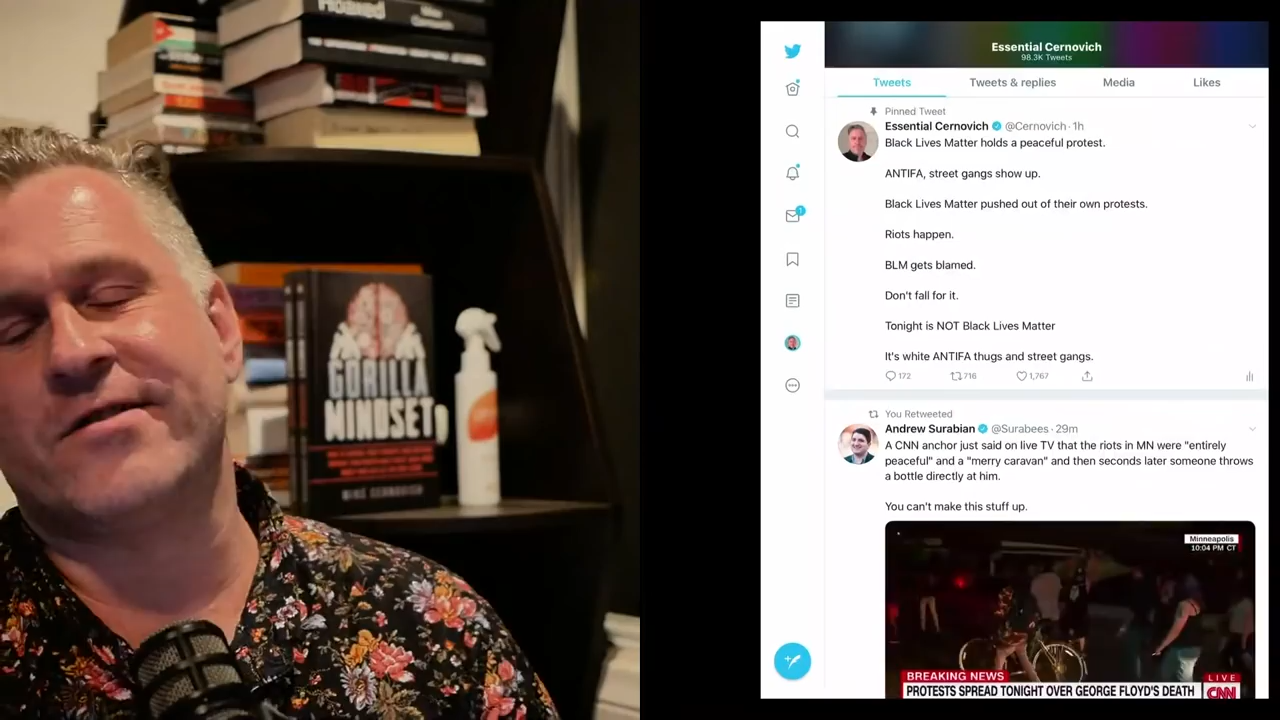 GORILLA
MINDSET
MIKE CERNOVICH
Essential Cernovich
98.3K Tweets
Tweets
Tweets & replies
Media
Likes
Pinned Tweet
Essential Cernovich @Cernovich · 1h
Black Lives Matter holds a peaceful protest.
ANTIFA, street gangs show up.
Black Lives Matter pushed out of their own protests.
Riots happen.
BLM gets blamed.
Don't fall for it.
Tonight is NOT Black Lives Matter
It's white ANTIFA thugs and street gangs.
172
716
1,767
1
You Retweeted
Andrew Surabian @Surabees · 29m
A CNN anchor just said on live TV that the riots in MN were "entirely
peaceful" and a "merry caravan" and then seconds later someone throws
a bottle directly at him.
You can't make this stuff up.
Minneapolis
10:04 PM CT
BREAKING NEWS
LIVE
PROTESTS SPREAD TONIGHT OVER GEORGE FLOYD'S DEATH
CNN